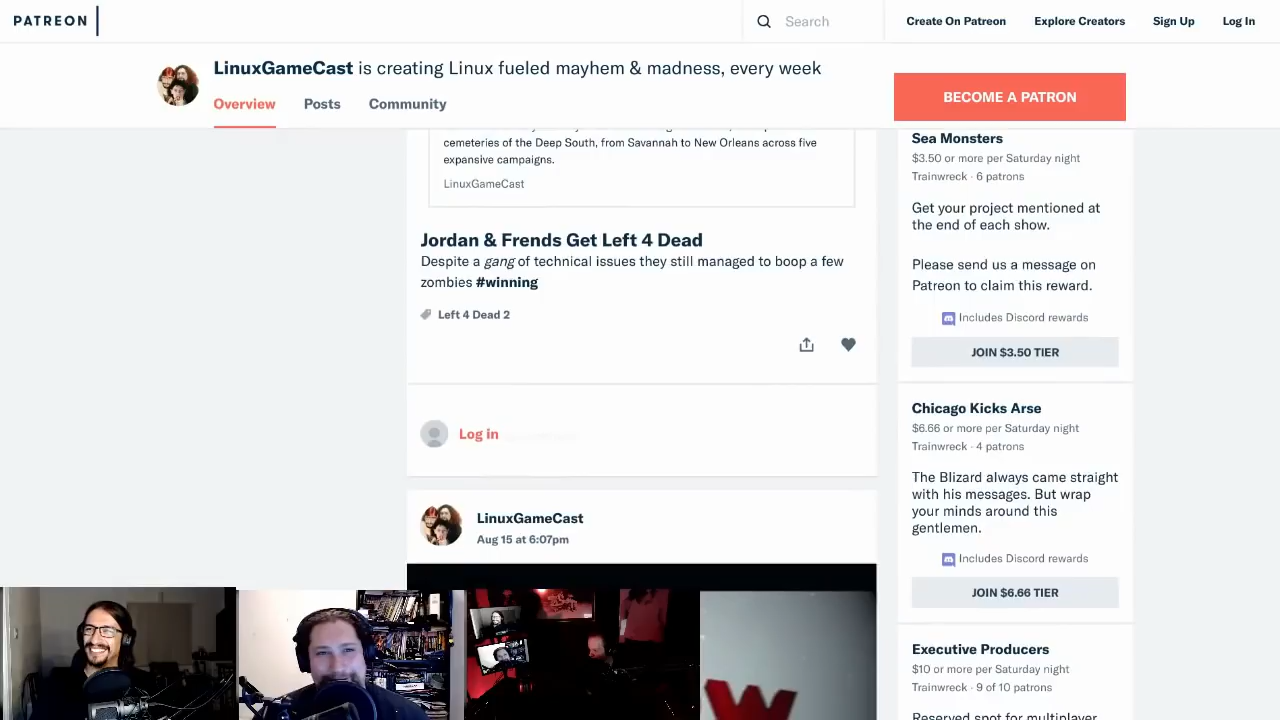 PATREON
Search
Create On Patreon
Explore Creators
Sign Up
Log In
LinuxGameCast is creating Linux fueled mayhem & madness, every week
Overview
Posts
Community
BECOME A PATRON
cemeteries of the Deep South, from Savannah to New Orleans across five
expansive campaigns.
LinuxGameCast
Jordan & Frends Get Left 4 Dead
Despite a gang of technical issues they still managed to boop a few
zombies #winning
Left 4 Dead 2
Log in
LinuxGameCast
Aug 15 at 6:07pm
Sea Monsters
$3.50 or more per Saturday night
Trainwreck · 6 patrons
Get your project mentioned at
the end of each show.
Please send us a message on
Patreon to claim this reward.
Includes Discord rewards
JOIN $3.50 TIER
Chicago Kicks Arse
$6.66 or more per Saturday night
Trainwreck · 4 patrons
The Blizard always came straight
with his messages. But wrap
your minds around this
gentlemen.
Includes Discord rewards
JOIN $6.66 TIER
Executive Producers
$10 or more per Saturday night
Trainwreck · 9 of 10 patrons
Reserved spot for multiplayer
W